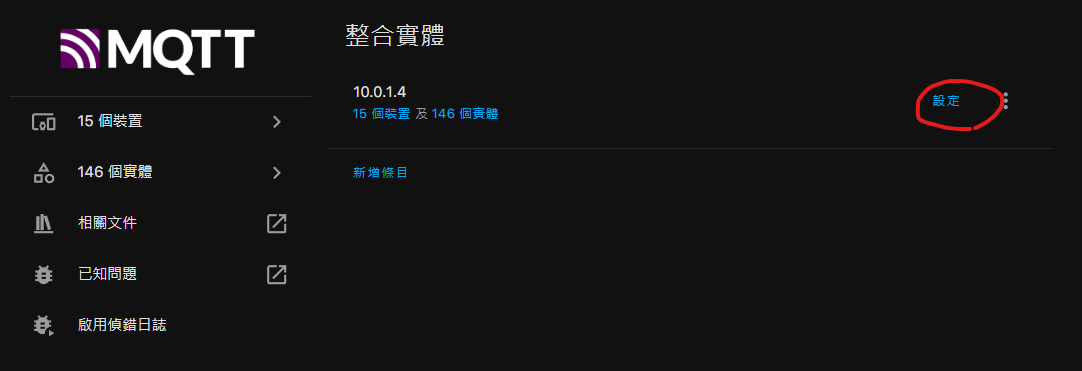 MQTT
15 個裝置
146 個實體
相關文件
已知問題
啟用偵錯日誌
整合實體
10.0.1.4
15 個裝置 及 146 個實體
設定
新增條目